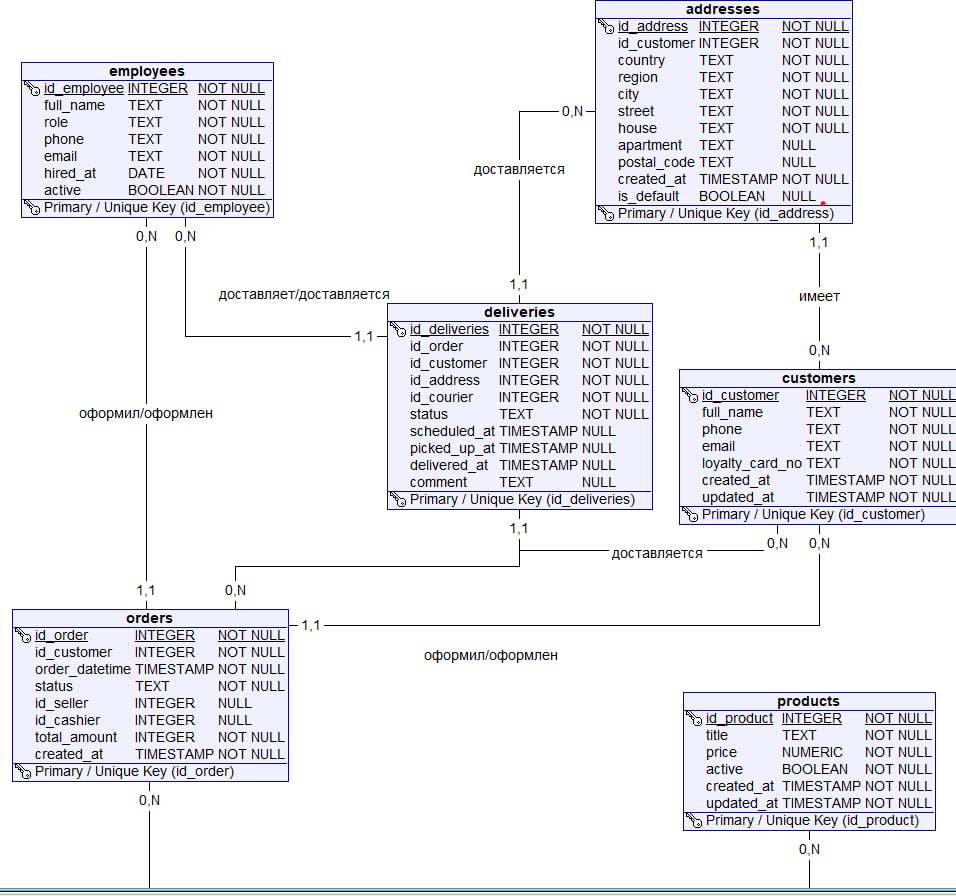 addresses
id_address INTEGER NOT NULL
id_customer INTEGER NOT NULL
country TEXT NOT NULL
region TEXT NOT NULL
city TEXT NOT NULL
street TEXT NOT NULL
house TEXT NOT NULL
apartment TEXT NULL
postal_code TEXT NULL
created_at TIMESTAMP NOT NULL
is_default BOOLEAN NULL
Primary / Unique Key (id_address)
employees
id_employee INTEGER NOT NULL
full_name TEXT NOT NULL
role TEXT NOT NULL
phone TEXT NOT NULL
email TEXT NOT NULL
hired_at DATE NOT NULL
active BOOLEAN NOT NULL
Primary / Unique Key (id_employee)
0,N
доставляется
0,N 0,N
1,1
имеет
1,1
доставляет/доставляется
1,1
0,N
deliveries
id_deliveries INTEGER NOT NULL
id_order INTEGER NOT NULL
id_customer INTEGER NOT NULL
id_address INTEGER NOT NULL
id_courier INTEGER NOT NULL
status TEXT NOT NULL
scheduled_at TIMESTAMP NULL
picked_up_at TIMESTAMP NULL
delivered_at TIMESTAMP NULL
comment TEXT NULL
Primary / Unique Key (id_deliveries)
customers
id_customer INTEGER NOT NULL
full_name TEXT NOT NULL
phone TEXT NOT NULL
email TEXT NOT NULL
loyalty_card_no TEXT NOT NULL
created_at TIMESTAMP NOT NULL
updated_at TIMESTAMP NOT NULL
Primary / Unique Key (id_customer)
оформил/оформлен
1,1
доставляется
0,N 0,N
1,1
0,N
orders
id_order INTEGER NOT NULL
id_customer INTEGER NOT NULL
order_datetime TIMESTAMP NOT NULL
status TEXT NOT NULL
id_seller INTEGER NULL
id_cashier INTEGER NULL
total_amount INTEGER NOT NULL
created_at TIMESTAMP NOT NULL
Primary / Unique Key (id_order)
1,1
оформил/оформлен
0,N
products
id_product INTEGER NOT NULL
title TEXT NOT NULL
price NUMERIC NOT NULL
active BOOLEAN NOT NULL
created_at TIMESTAMP NOT NULL
updated_at TIMESTAMP NOT NULL
Primary / Unique Key (id_product)
0,N